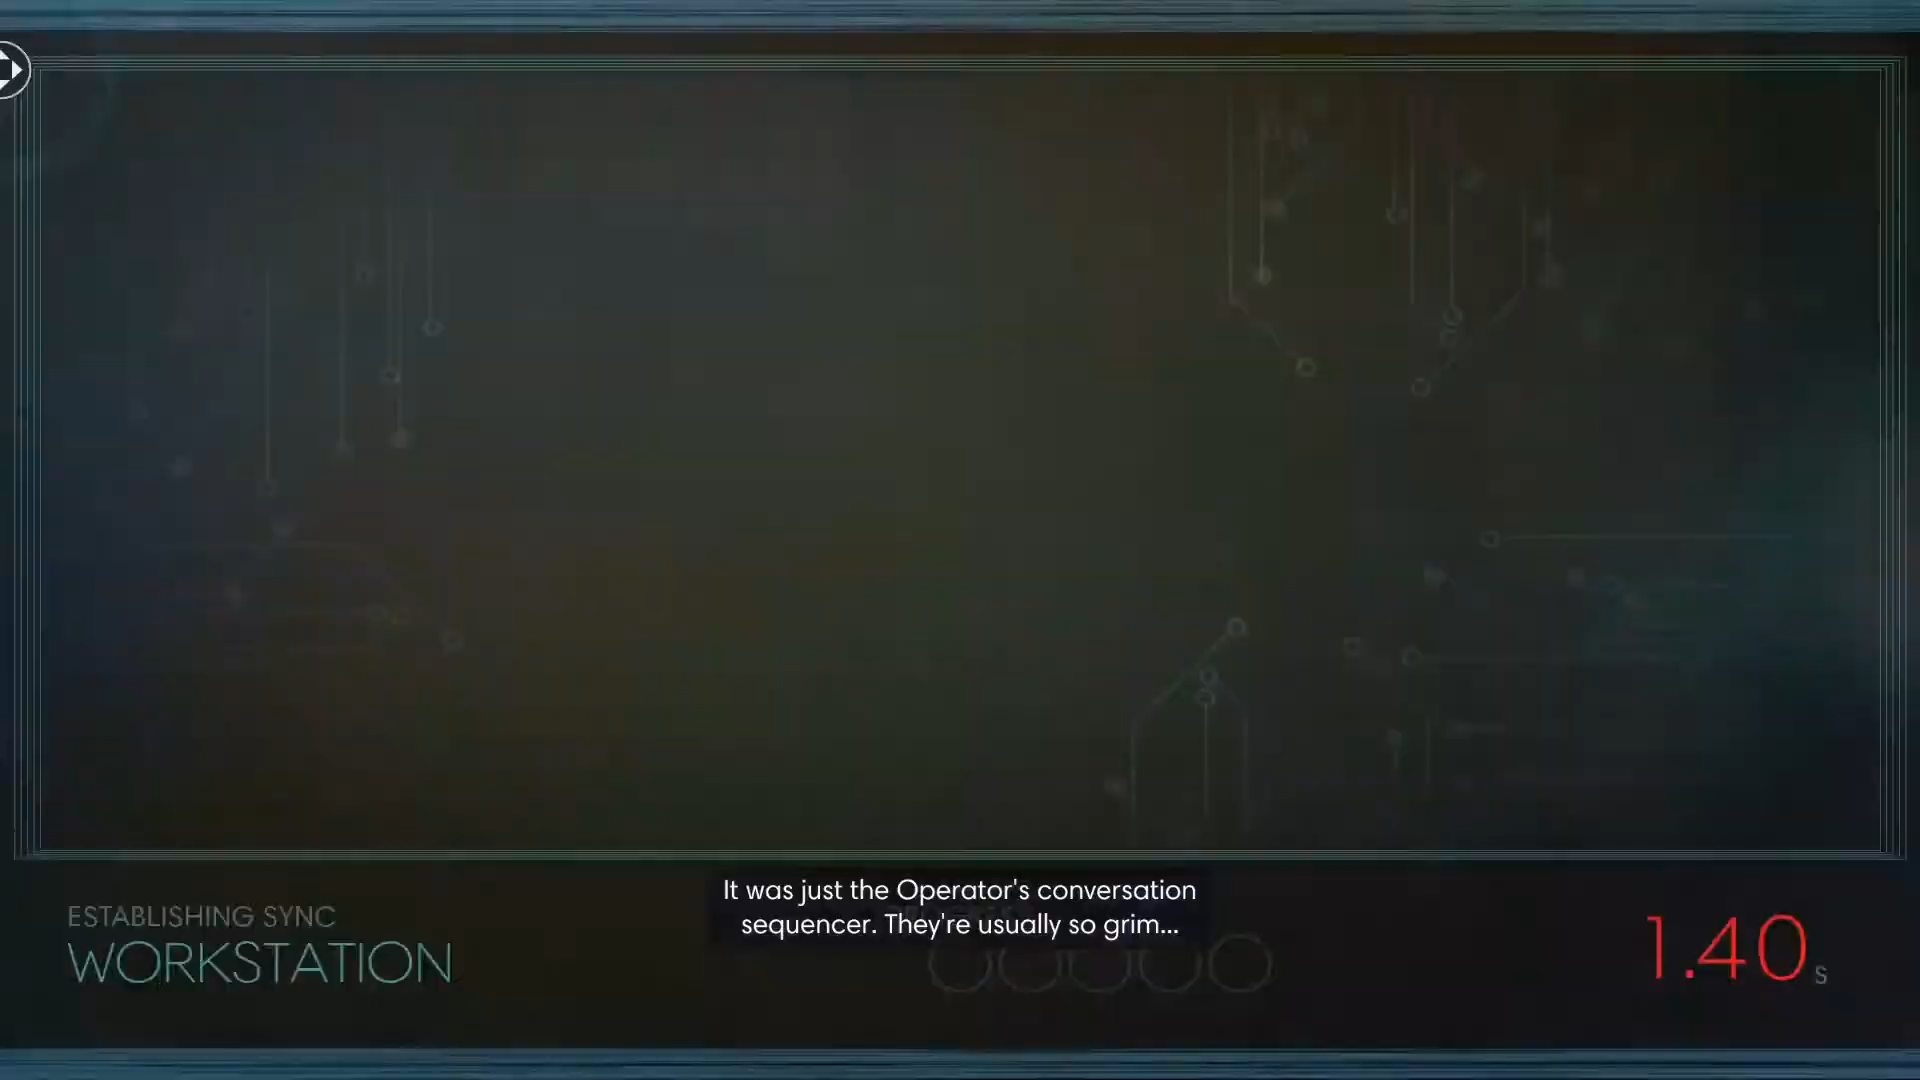 It was just the Operator's conversation
sequencer. They're usually so grim...
ESTABLISHING SYNC
WORKSTATION
1.40 s